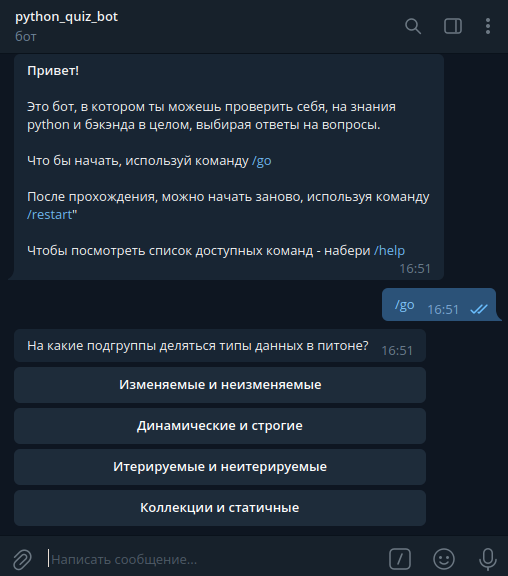 python_quiz_bot
бот
Привет!
Это бот, в котором ты можешь проверить себя, на знания
python и бэкэнда в целом, выбирая ответы на вопросы.
Что бы начать, используй команду /go
После прохождения, можно начать заново, используя команду
/restart"
Чтобы посмотреть список доступных команд - набери /help
16:51
/go 16:51
На какие подгруппы деляться типы данных в питоне? 16:51
Изменяемые и неизменяемые
Динамические и строгие
Итерируемые и неитерируемые
Коллекции и статичные
Написать сообщение...